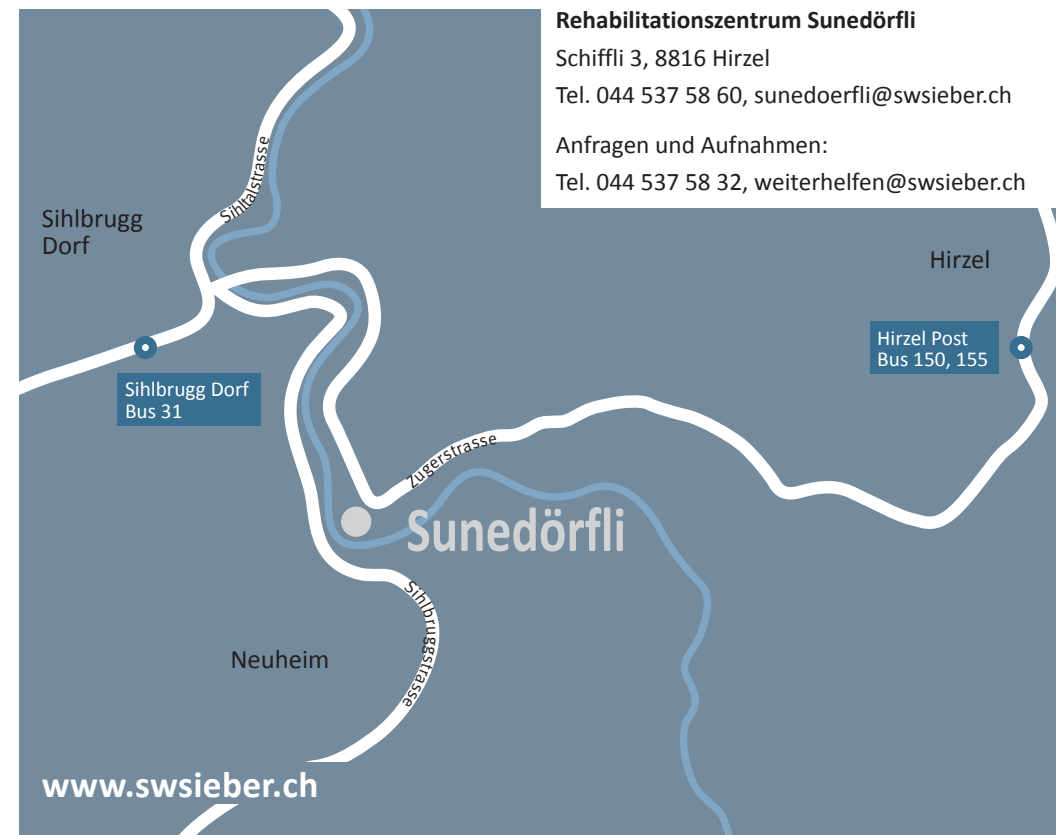 Rehabilitationszentrum Sunedörfli
Schiffli 3, 8816 Hirzel
Tel. 044 537 58 60, sunedoerfli@swsieber.ch
Anfragen und Aufnahmen:
Tel. 044 537 58 32, weiterhelfen@swsieber.ch
Sihltalstrasse
Sihlbrugg
Dorf
Hirzel
Hirzel Post
Bus 150, 155
Sihlbrugg Dorf
Bus 31
Zugerstrasse
Sunedörfli
Sihlbruggstrasse
Neuheim
www.swsieber.ch